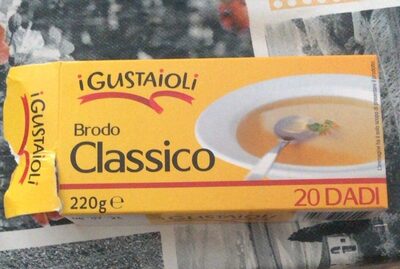 iGUSTAiOLi
Brodo
Classico
220g e
20 DADI
iGUSTAiOLi